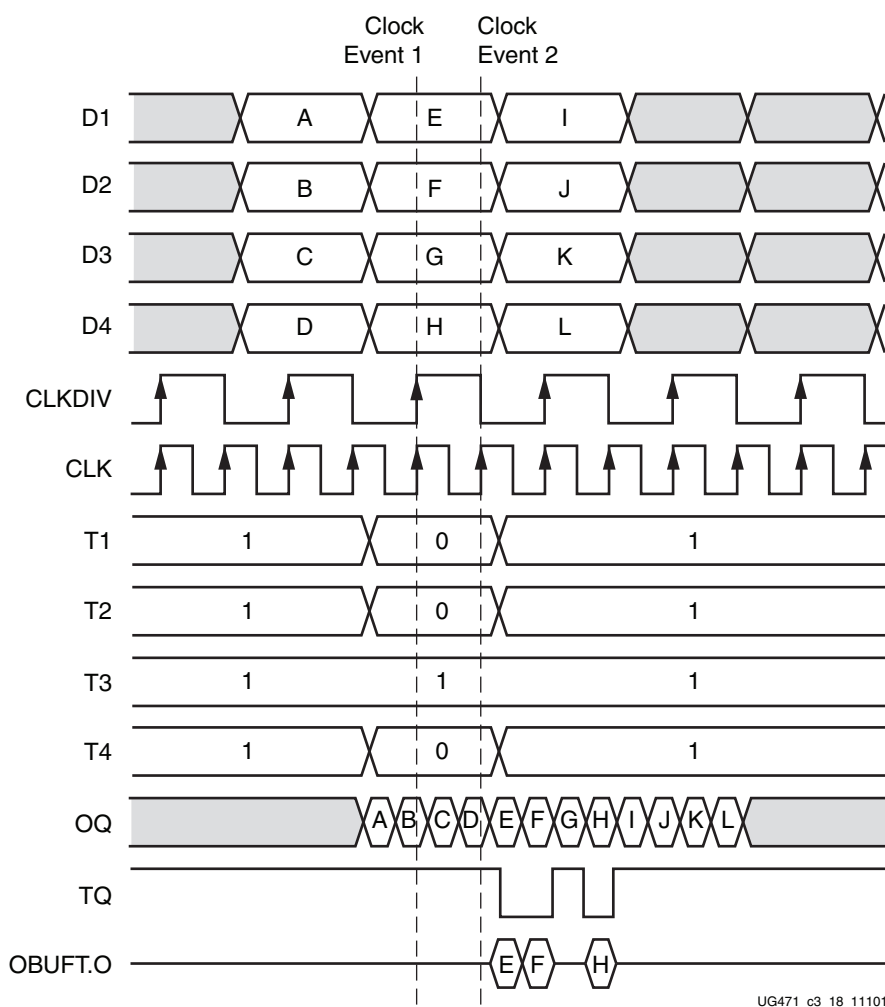 Clock Event 1
Clock Event 2
D1 A E I
D2 B F J
D3 C G K
D4 D H L
CLKDIV
CLK
T1 1 0 1
T2 1 0 1
T3 1 1 1
T4 1 0 1
OQ A B C D E F G H I J K L
TQ
OBUFT.O E F H
UG471_c3_18_11101